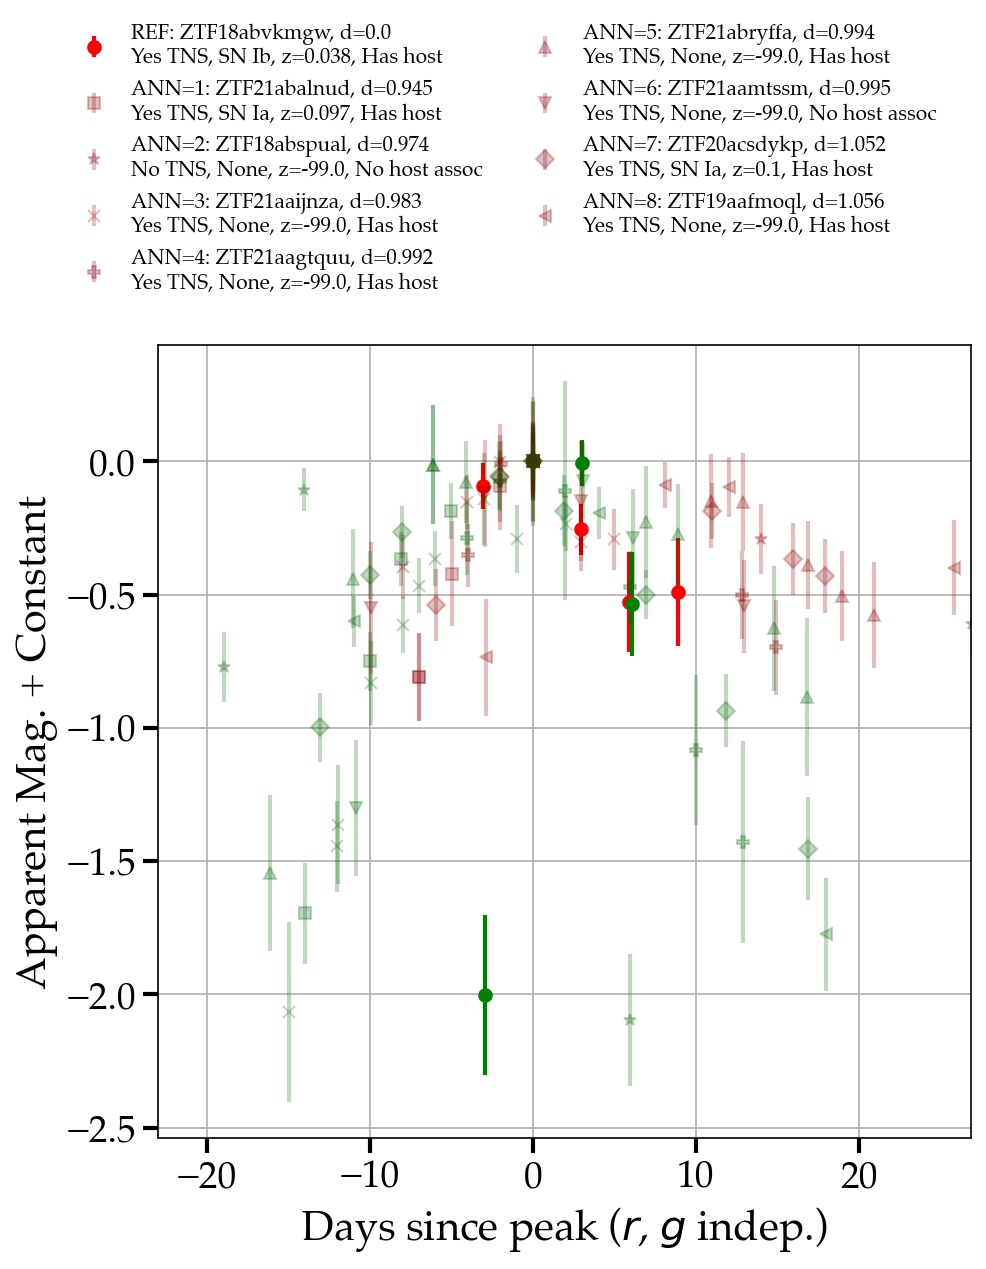 REF: ZTF18abvkmgw, d=0.0
Yes TNS, SN Ib, z=0.038, Has host
ANN=1: ZTF21abalnud, d=0.945
Yes TNS, SN Ia, z=0.097, Has host
ANN=2: ZTF18abspual, d=0.974
No TNS, None, z=-99.0, No host assoc
ANN=3: ZTF21aaijnza, d=0.983
Yes TNS, None, z=-99.0, Has host
ANN=4: ZTF21aagtquu, d=0.992
Yes TNS, None, z=-99.0, Has host
ANN=5: ZTF21abryffa, d=0.994
Yes TNS, None, z=-99.0, Has host
ANN=6: ZTF21aamtssm, d=0.995
Yes TNS, None, z=-99.0, No host assoc
ANN=7: ZTF20acsdykp, d=1.052
Yes TNS, SN Ia, z=0.1, Has host
ANN=8: ZTF19aafmoql, d=1.056
Yes TNS, None, z=-99.0, Has host
Apparent Mag. + Constant
0.0
−0.5
−1.0
−1.5
−2.0
−2.5
−20
−10
0
10
20
Days since peak (r, g indep.)